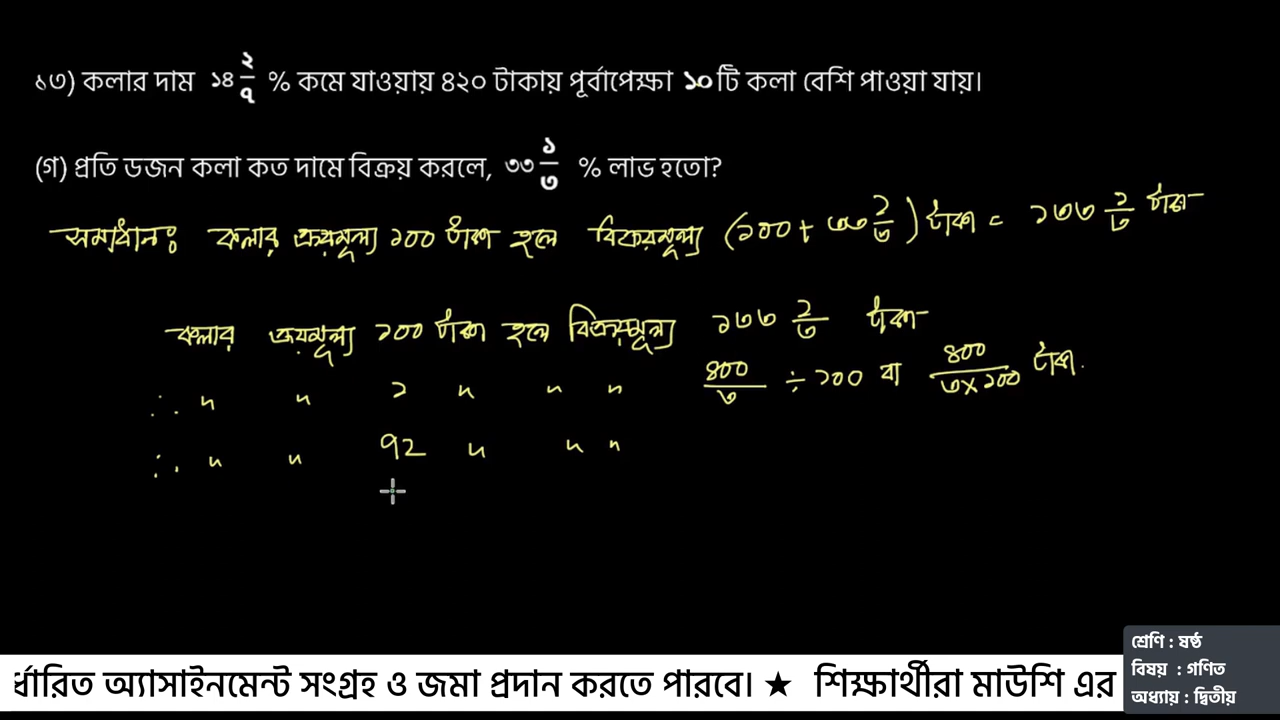 ১৩) কলার দাম ১৪ ২/৭ % কমে যাওয়ায় ৪২০ টাকায় পূর্বাপেক্ষা ১০টি কলা বেশি পাওয়া যায়।
(গ) প্রতি ডজন কলা কত দামে বিক্রয় করলে, ৩৩ ১/৩ % লাভ হতো?
সমাধান: কলার ক্রয়মূল্য ১০০ টাকা হলে বিক্রয়মূল্য (১০০ + ৩৩ ১/৩) টাকা = ১৩৩ ১/৩ টাকা
কলার ক্রয়মূল্য ১০০ টাকা হলে বিক্রয়মূল্য ১৩৩ ১/৩ টাকা
∴ " " ১ " " " ৪০০/৩ ÷ ১০০ বা ৪০০/৩×১০০ টাকা.
∴ " " ৭২ " " "
শ্রেণি : ষষ্ঠ
বিষয় : গণিত
অধ্যায় : দ্বিতীয়
র্ধারিত অ্যাসাইনমেন্ট সংগ্রহ ও জমা প্রদান করতে পারবে। ★ শিক্ষার্থীরা মাউশি এর